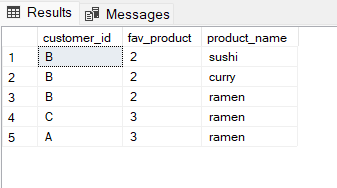 Results Messages
customer_id fav_product product_name
1 B 2 sushi
2 B 2 curry
3 B 2 ramen
4 C 3 ramen
5 A 3 ramen